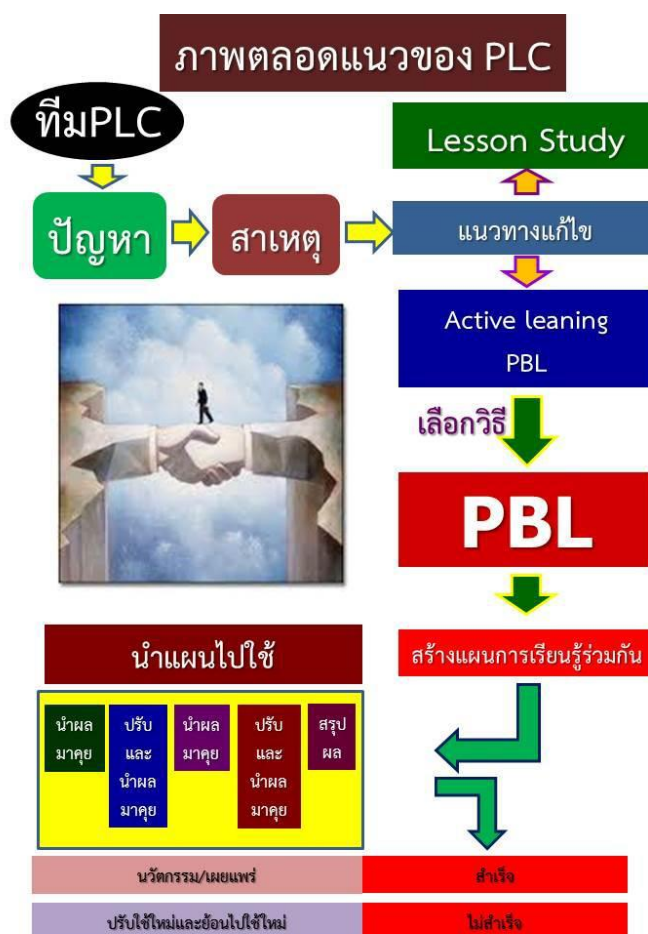 ภาพตลอดแนวของ PLC
ทีมPLC
Lesson Study
ปัญหา
สาเหตุ
แนวทางแก้ไข
Active leaning
PBL
เลือกวิธี
PBL
นำแผนไปใช้
สร้างแผนการเรียนรู้ร่วมกัน
นำผล
มาคุย
ปรับ
และ
นำผล
มาคุย
นำผล
มาคุย
ปรับ
และ
นำผล
มาคุย
สรุป
ผล
นวัตกรรม/เผยแพร่
สำเร็จ
ปรับใช้ใหม่และย้อนไปใช้ใหม่
ไม่สำเร็จ